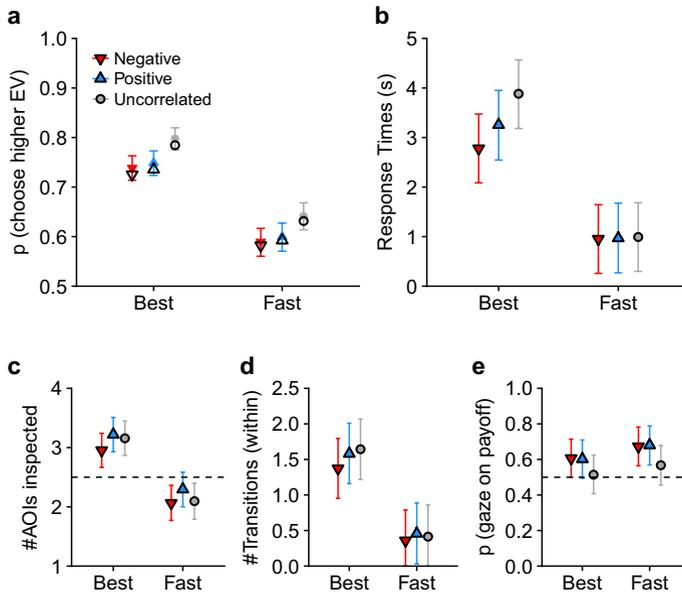 a
p (choose higher EV)
1.0
0.9
0.8
0.7
0.6
0.5
Negative
Positive
Uncorrelated
Best
Fast
b
Response Times (s)
5
4
3
2
1
0
Best
Fast
c
#AOIs inspected
4
3
2
1
Best
Fast
d
#Transitions (within)
2.5
2.0
1.5
1.0
0.5
0.0
Best
Fast
e
p (gaze on payoff)
1.0
0.8
0.6
0.4
0.2
0.0
Best
Fast